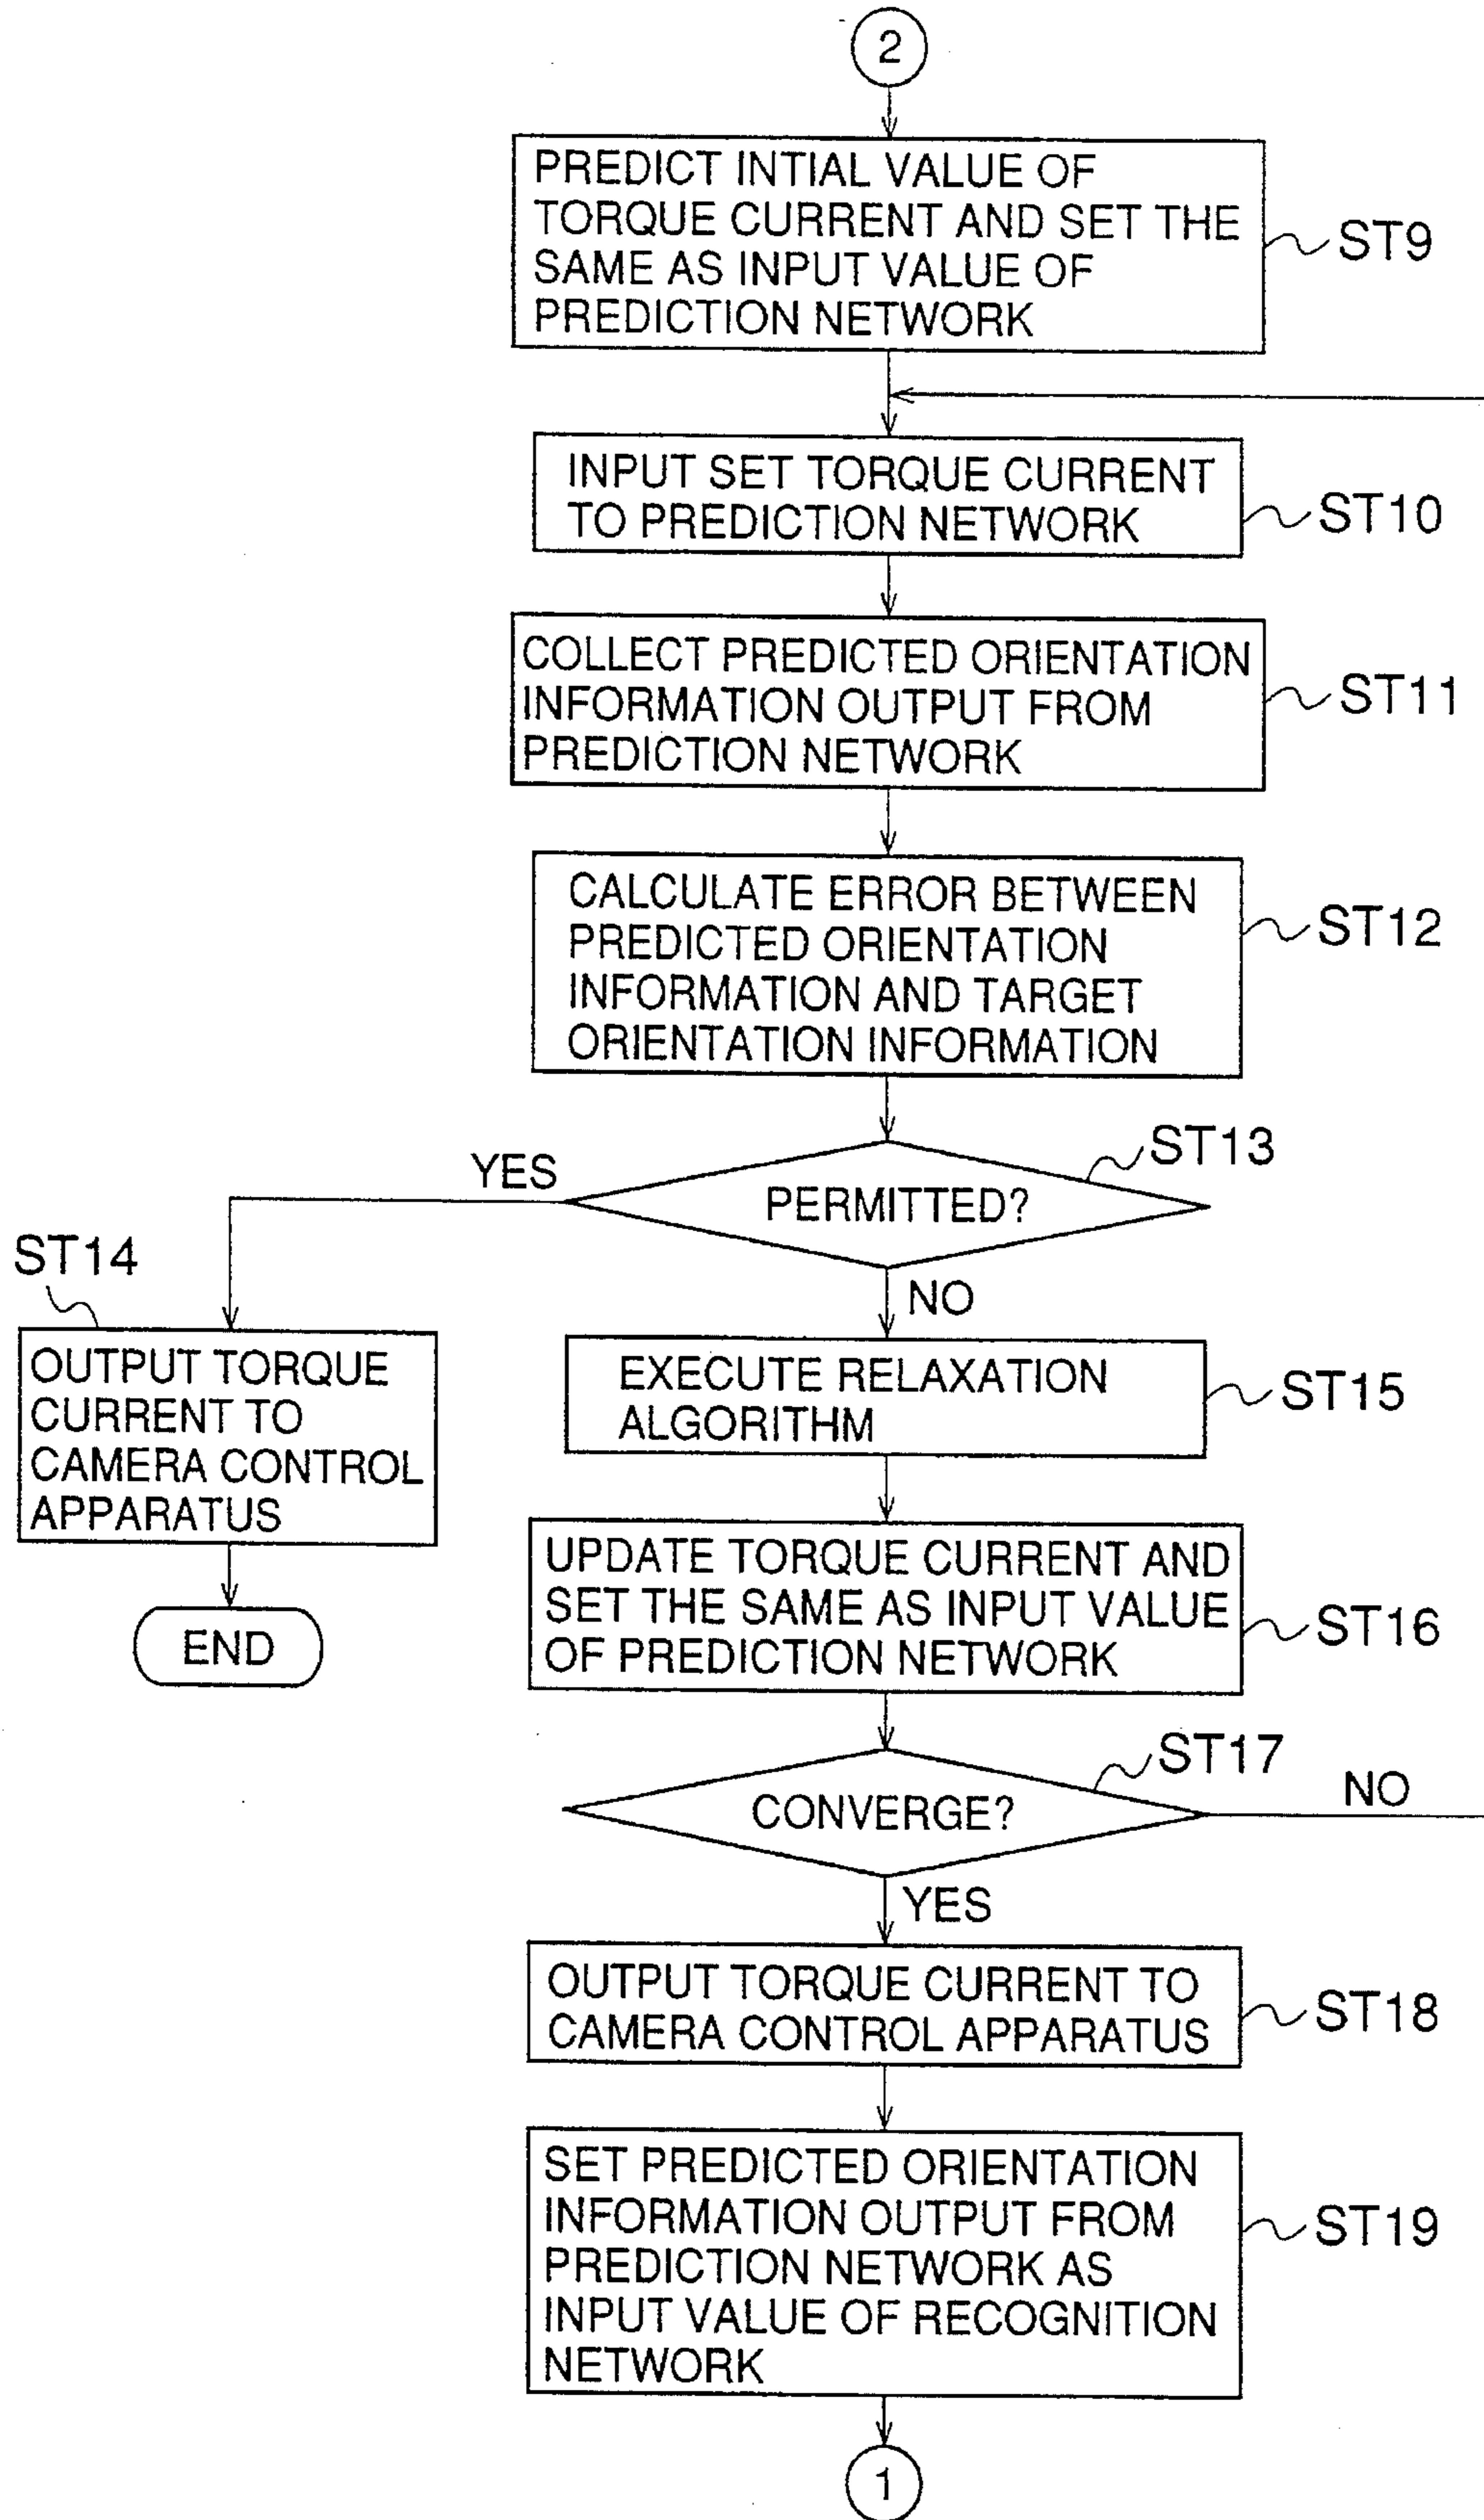 2
PREDICT INTIAL VALUE OF
TORQUE CURRENT AND SET THE
SAME AS INPUT VALUE OF
PREDICTION NETWORK
ST9
INPUT SET TORQUE CURRENT
TO PREDICTION NETWORK
ST10
COLLECT PREDICTED ORIENTATION
INFORMATION OUTPUT FROM
PREDICTION NETWORK
ST11
CALCULATE ERROR BETWEEN
PREDICTED ORIENTATION
INFORMATION AND TARGET
ORIENTATION INFORMATION
ST12
ST13
YES
PERMITTED?
NO
ST14
OUTPUT TORQUE
CURRENT TO
CAMERA CONTROL
APPARATUS
END
EXECUTE RELAXATION
ALGORITHM
ST15
UPDATE TORQUE CURRENT AND
SET THE SAME AS INPUT VALUE
OF PREDICTION NETWORK
ST16
ST17
CONVERGE?
NO
YES
OUTPUT TORQUE CURRENT TO
CAMERA CONTROL APPARATUS
ST18
SET PREDICTED ORIENTATION
INFORMATION OUTPUT FROM
PREDICTION NETWORK AS
INPUT VALUE OF RECOGNITION
NETWORK
ST19
1